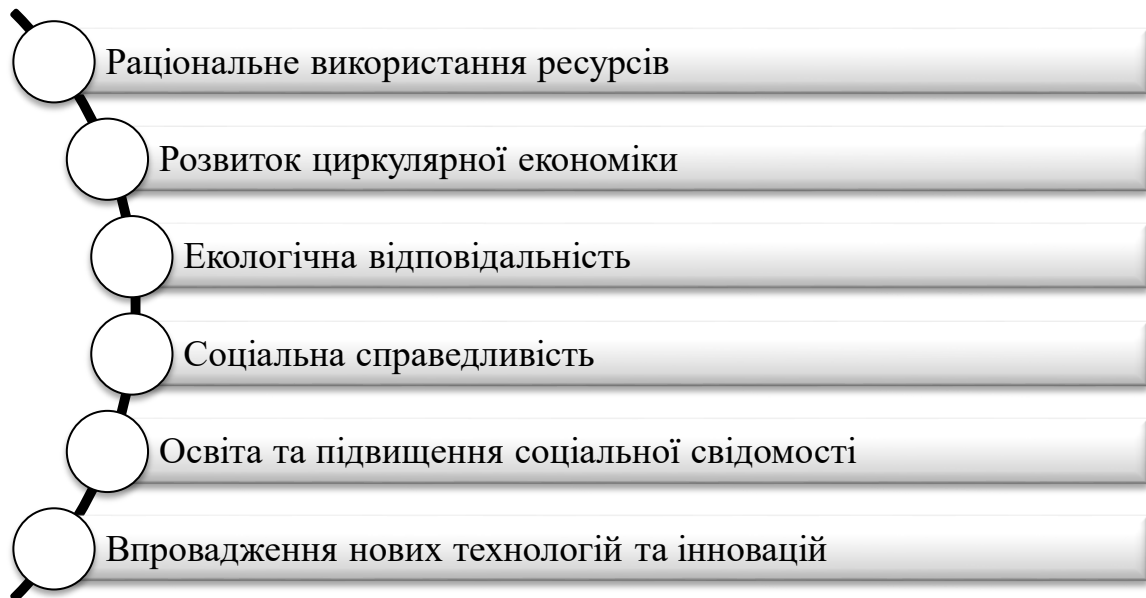 Раціональне використання ресурсів
Розвиток циркулярної економіки
Екологічна відповідальність
Соціальна справедливість
Освіта та підвищення соціальної свідомості
Впровадження нових технологій та інновацій